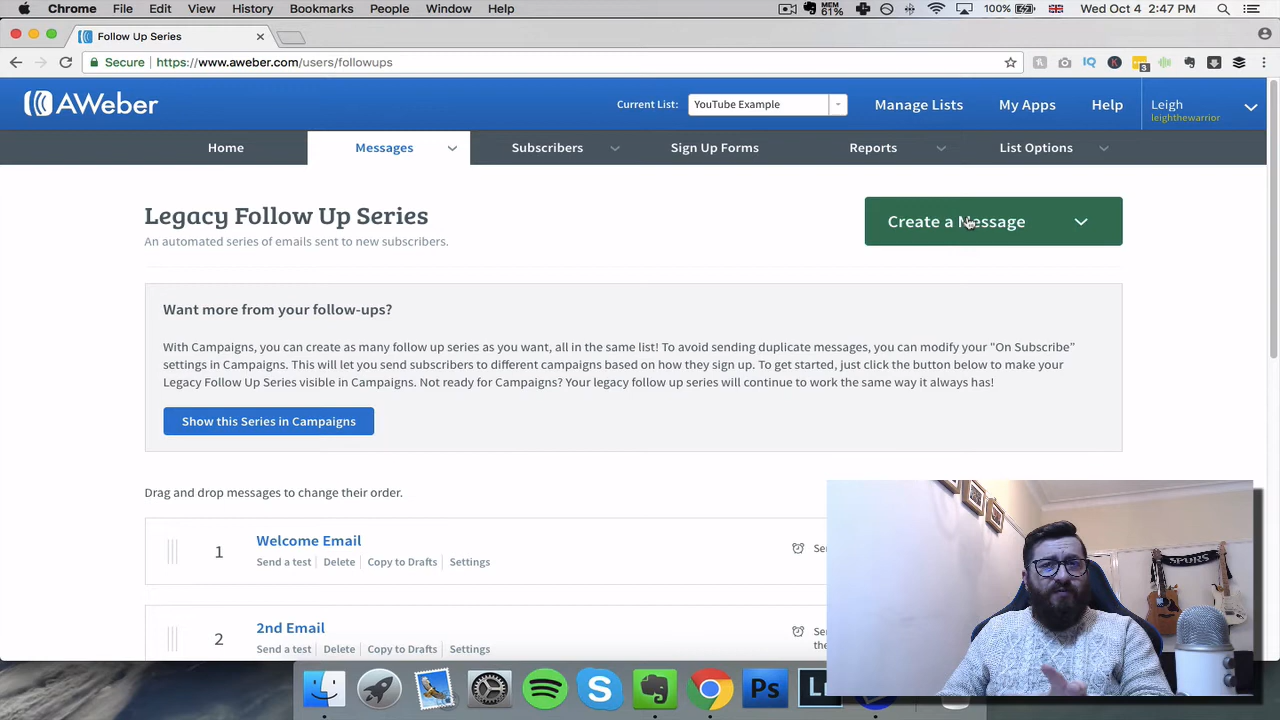 Chrome File Edit View History Bookmarks People Window Help MEM 61% 100% Wed Oct 4 2:47 PM
Follow Up Series
Secure https://www.aweber.com/users/followups 3
AWeber Current List: YouTube Example Manage Lists My Apps Help Leigh
leighthewarrior
Home Messages Subscribers Sign Up Forms Reports List Options
Legacy Follow Up Series Create a Message
An automated series of emails sent to new subscribers.
Want more from your follow-ups?
With Campaigns, you can create as many follow up series as you want, all in the same list! To avoid sending duplicate messages, you can modify your "On Subscribe"
settings in Campaigns. This will let you send subscribers to different campaigns based on how they sign up. To get started, just click the button below to make your
Legacy Follow Up Series visible in Campaigns. Not ready for Campaigns? Your legacy follow up series will continue to work the same way it always has!
Show this Series in Campaigns
Drag and drop messages to change their order.
1 Welcome Email
Send a test Delete Copy to Drafts Settings
2 2nd Email
Send a test Delete Copy to Drafts Settings
SPURS
Ps